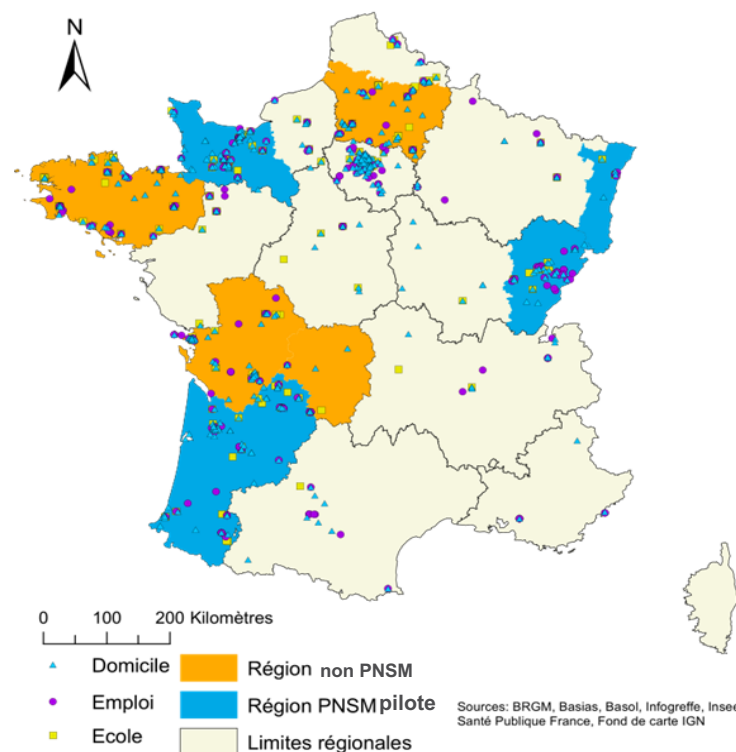 N
0 100 200 Kilomètres
Domicile
Région non PNSM
Emploi
Région PNSM pilote
Ecole
Limites régionales
Sources: BRGM, Basias, Basol, Infogreffe, Insee
Santé Publique France, Fond de carte IGN